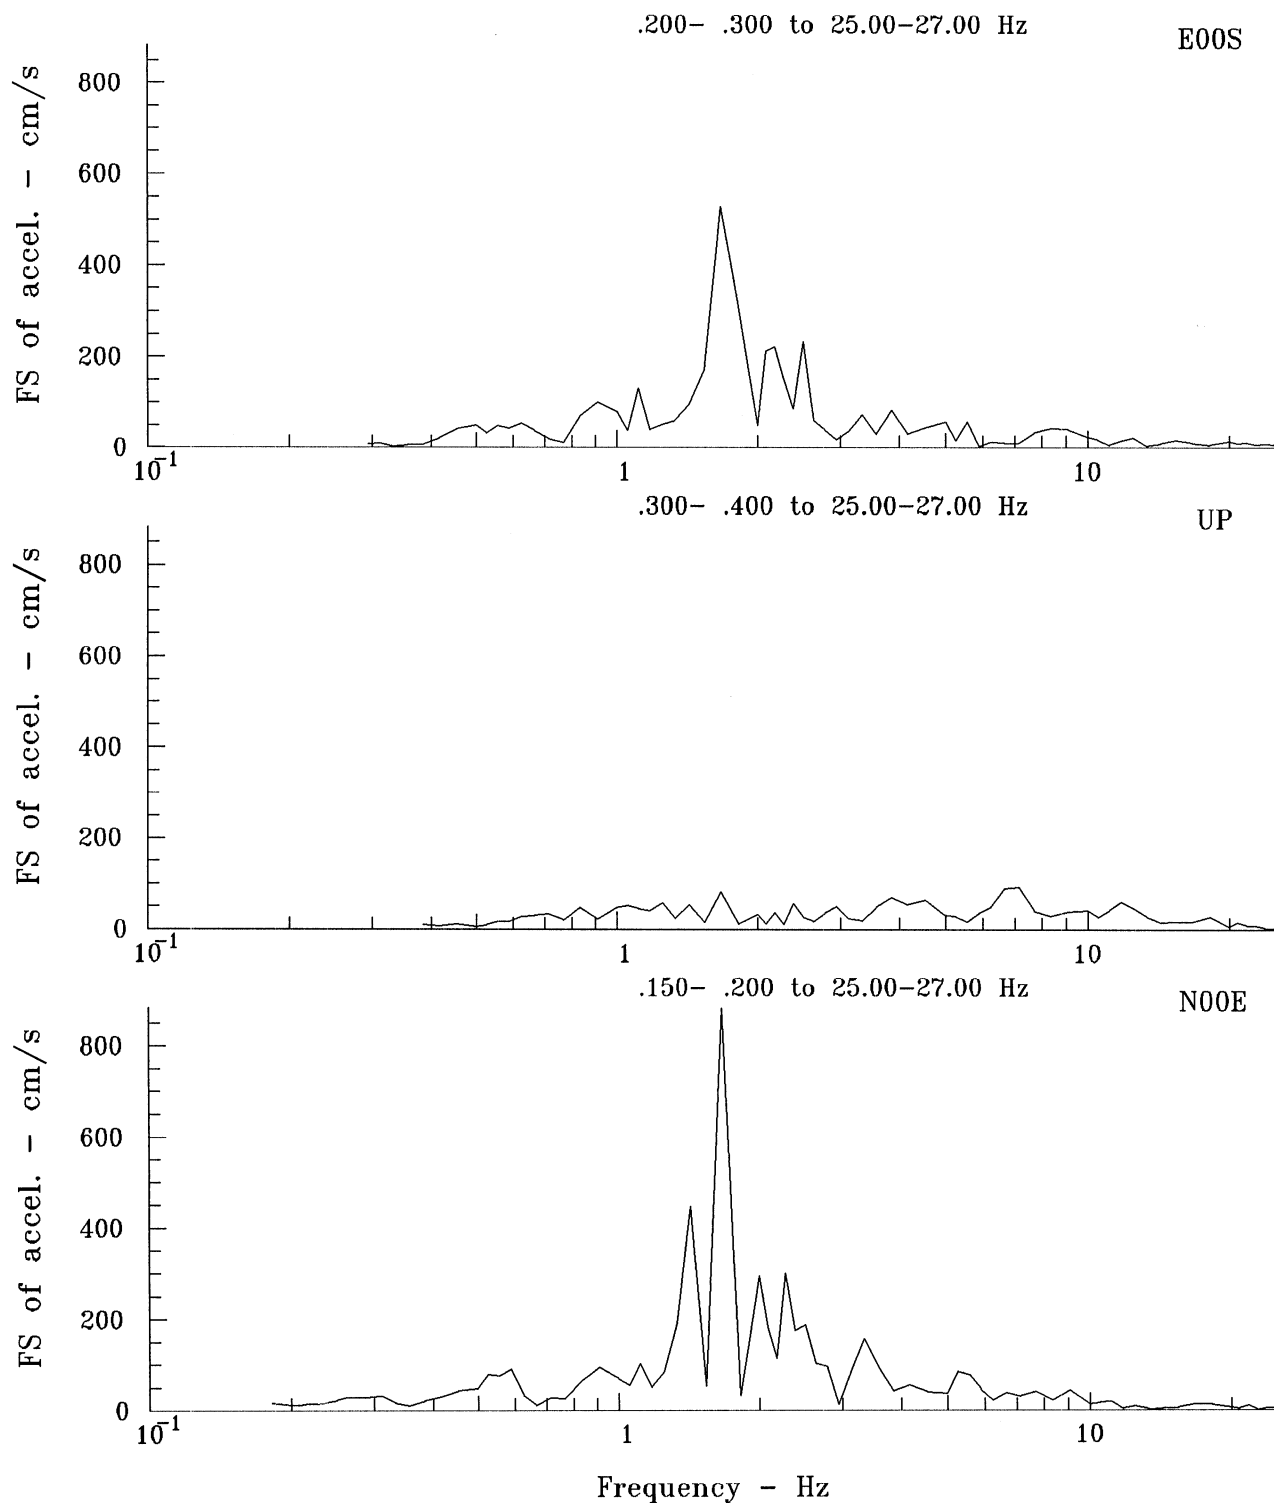 .200- .300 to 25.00-27.00 Hz
E00S
FS of accel. - cm/s
800
600
400
200
0
10-1 1 10
.300- .400 to 25.00-27.00 Hz
UP
FS of accel. - cm/s
800
600
400
200
0
10-1 1 10
.150- .200 to 25.00-27.00 Hz
N00E
FS of accel. - cm/s
800
600
400
200
0
10-1 1 10
Frequency - Hz